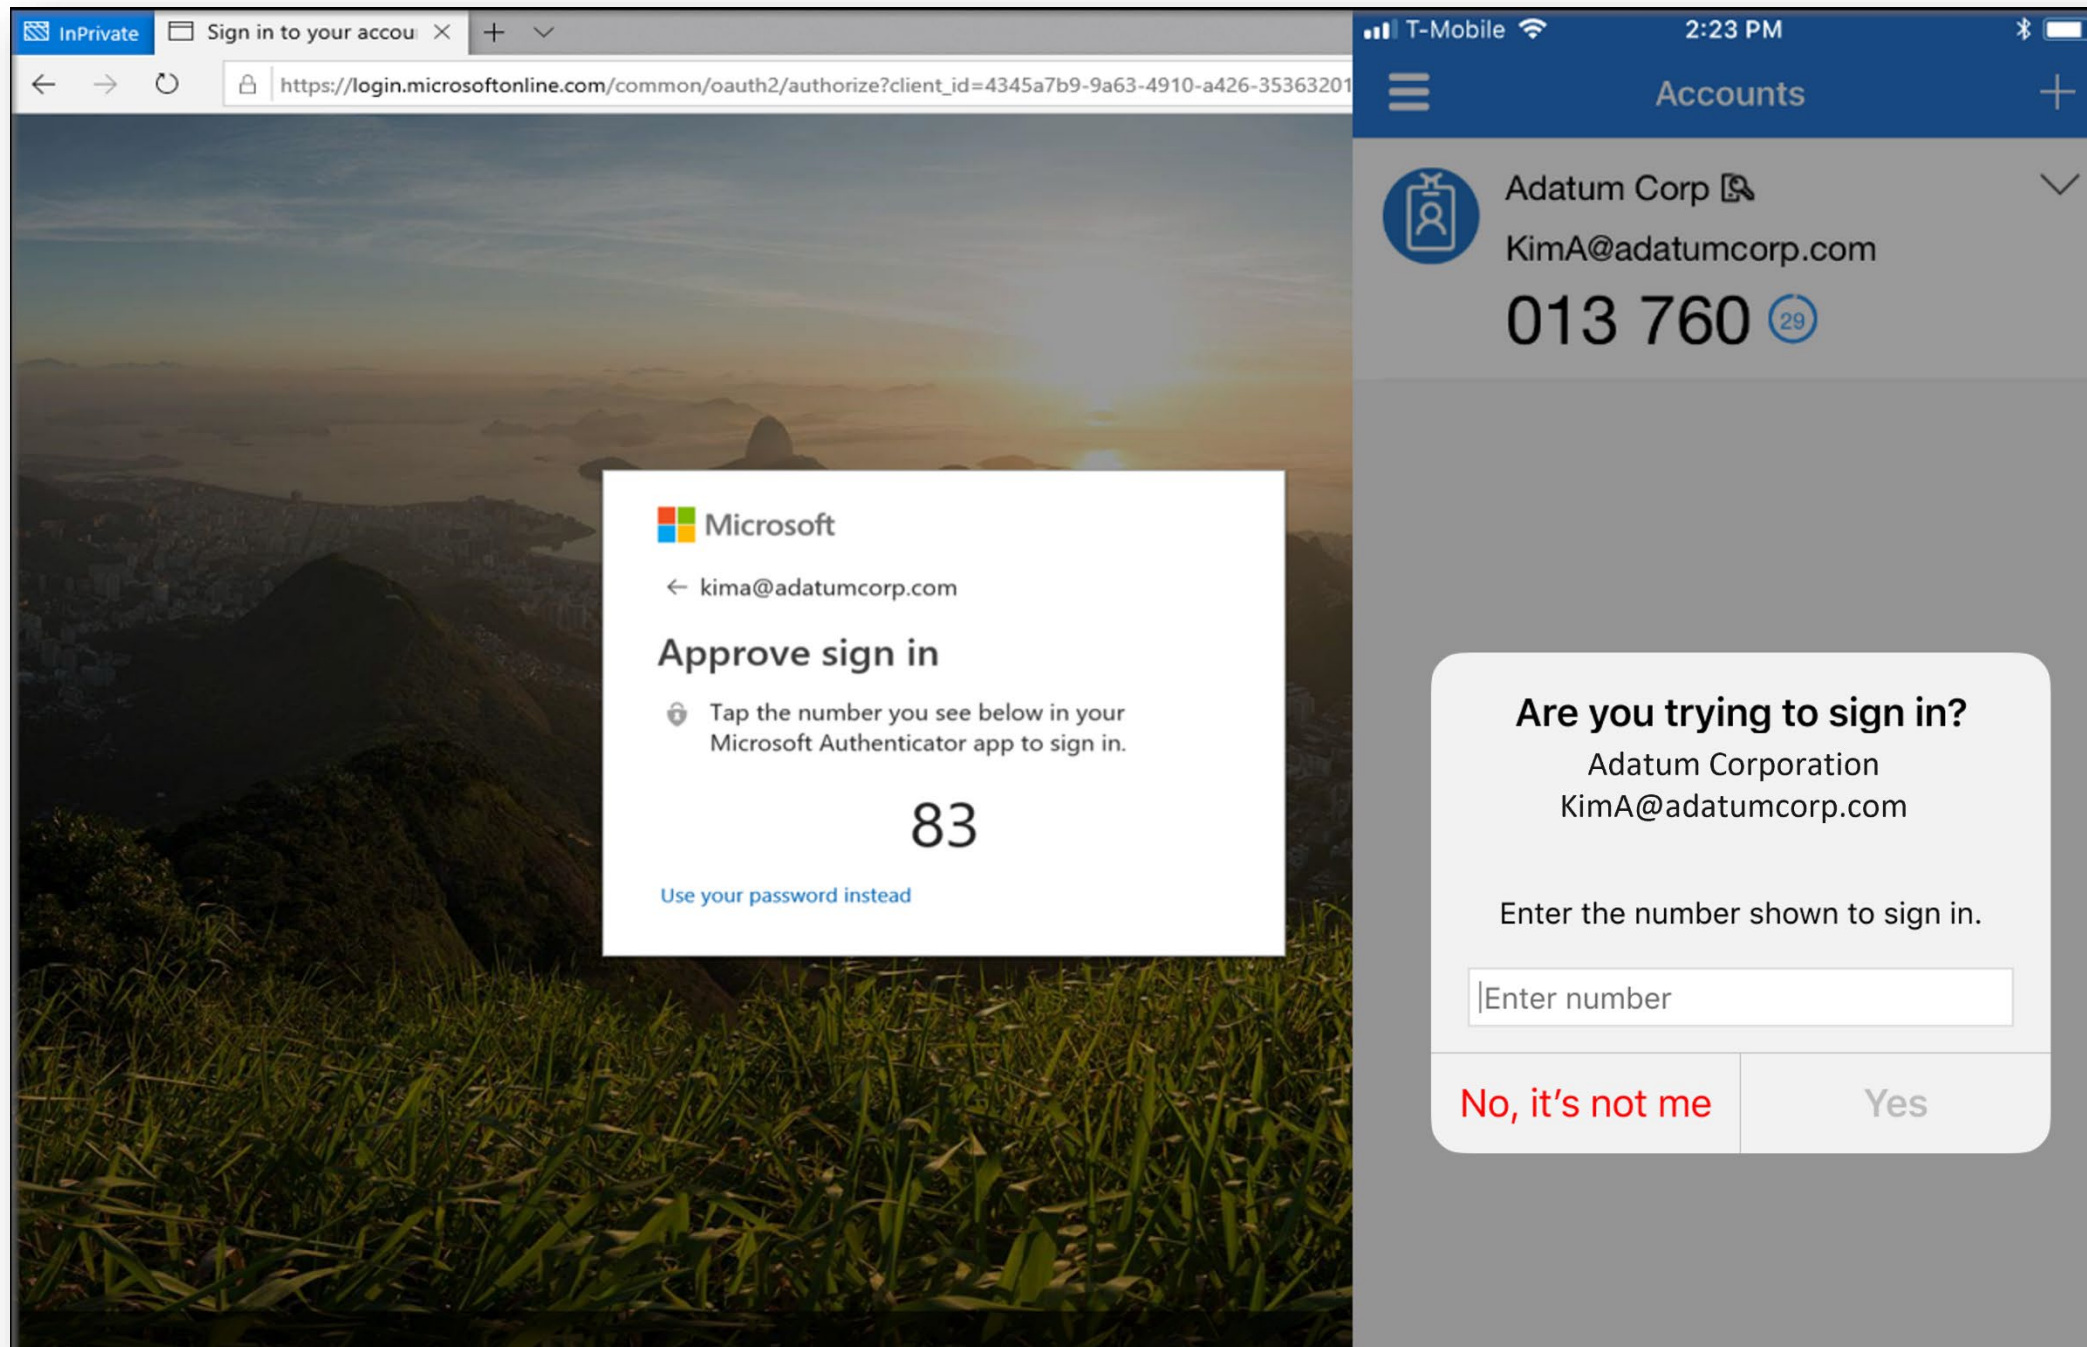 InPrivate
Sign in to your accou
https://login.microsoftonline.com/common/oauth2/authorize?client_id=4345a7b9-9a63-4910-a426-35363201
Microsoft
kima@adatumcorp.com
Approve sign in
Tap the number you see below in your
Microsoft Authenticator app to sign in.
83
Use your password instead
T-Mobile 2:23 PM
Accounts
Adatum Corp
KimA@adatumcorp.com
013 760 29
Are you trying to sign in?
Adatum Corporation
KimA@adatumcorp.com
Enter the number shown to sign in.
Enter number
No, it's not me Yes